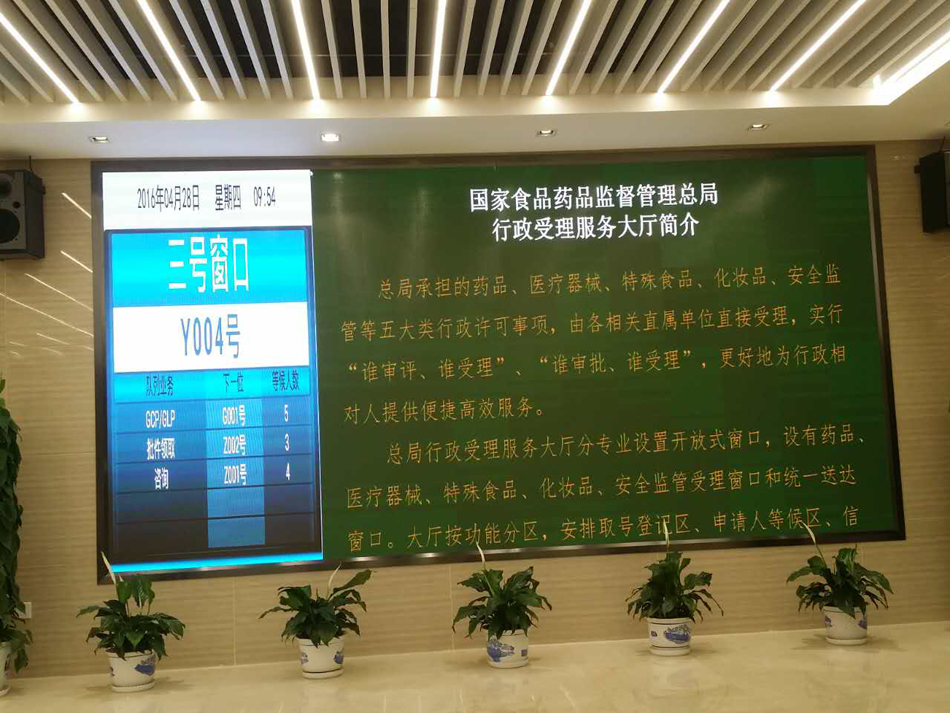 2016年04月28日 星期四 09:54
三号窗口
Y004号
队列业务 下一位 等候人数
GCP/GLP G001号 5
批件领取 Z002号 3
咨询 Z001号 4
国家食品药品监督管理总局
行政受理服务大厅简介
总局承担的药品、医疗器械、特殊食品、化妆品、安全监
管等五大类行政许可事项，由各相关直属单位直接受理，实行
“谁审评、谁受理”、“谁审批、谁受理”，更好地为行政相
对人提供便捷高效服务。
总局行政受理服务大厅分专业设置开放式窗口，设有药品、
医疗器械、特殊食品、化妆品、安全监管受理窗口和统一送达
窗口。大厅按功能分区，安排取号登记区、申请人等候区、信